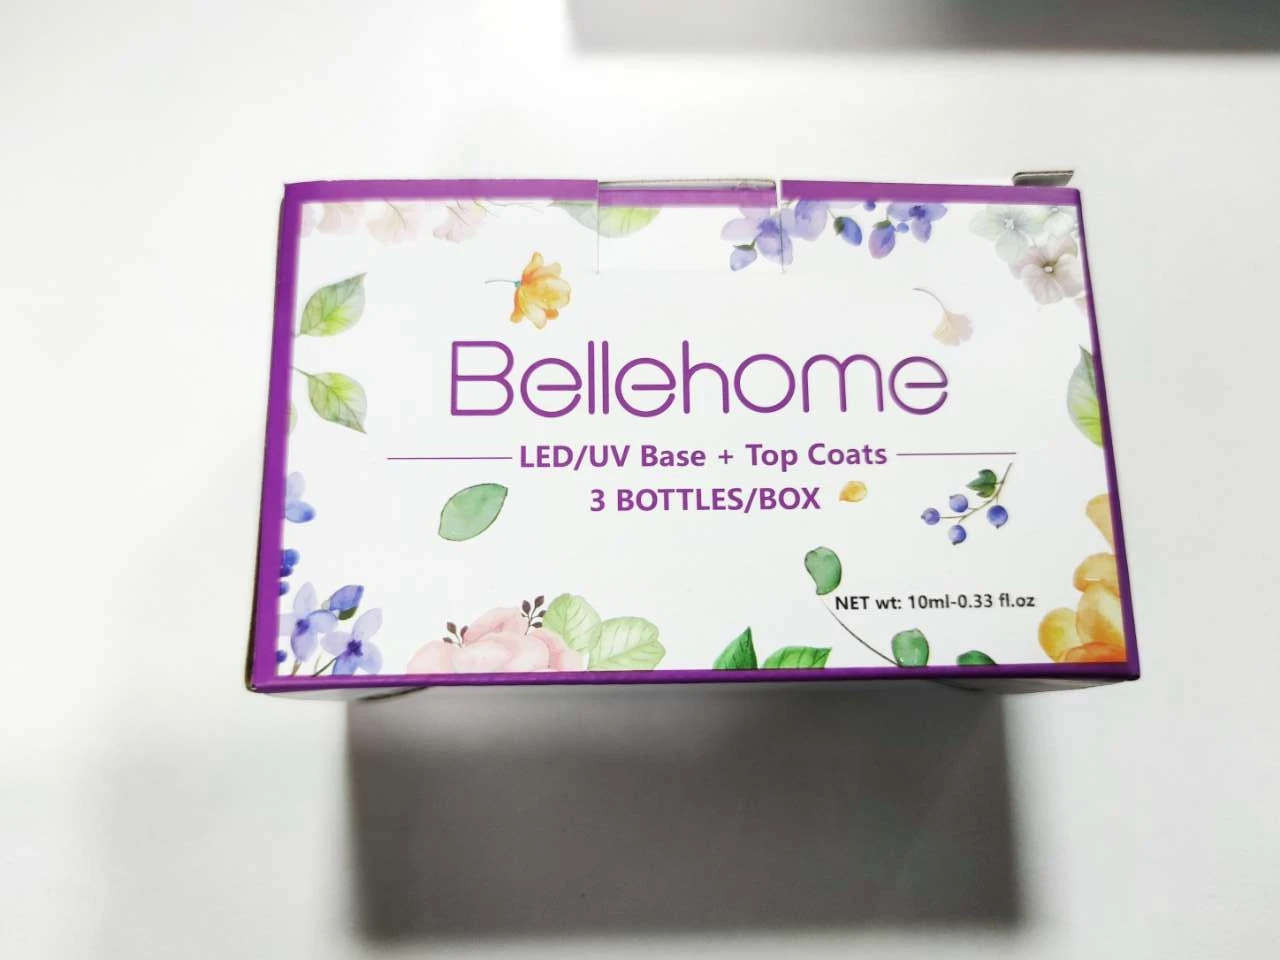 Bellehome
LED/UV Base + Top Coats
3 BOTTLES/BOX
NET wt: 10ml-0.33 fl.oz